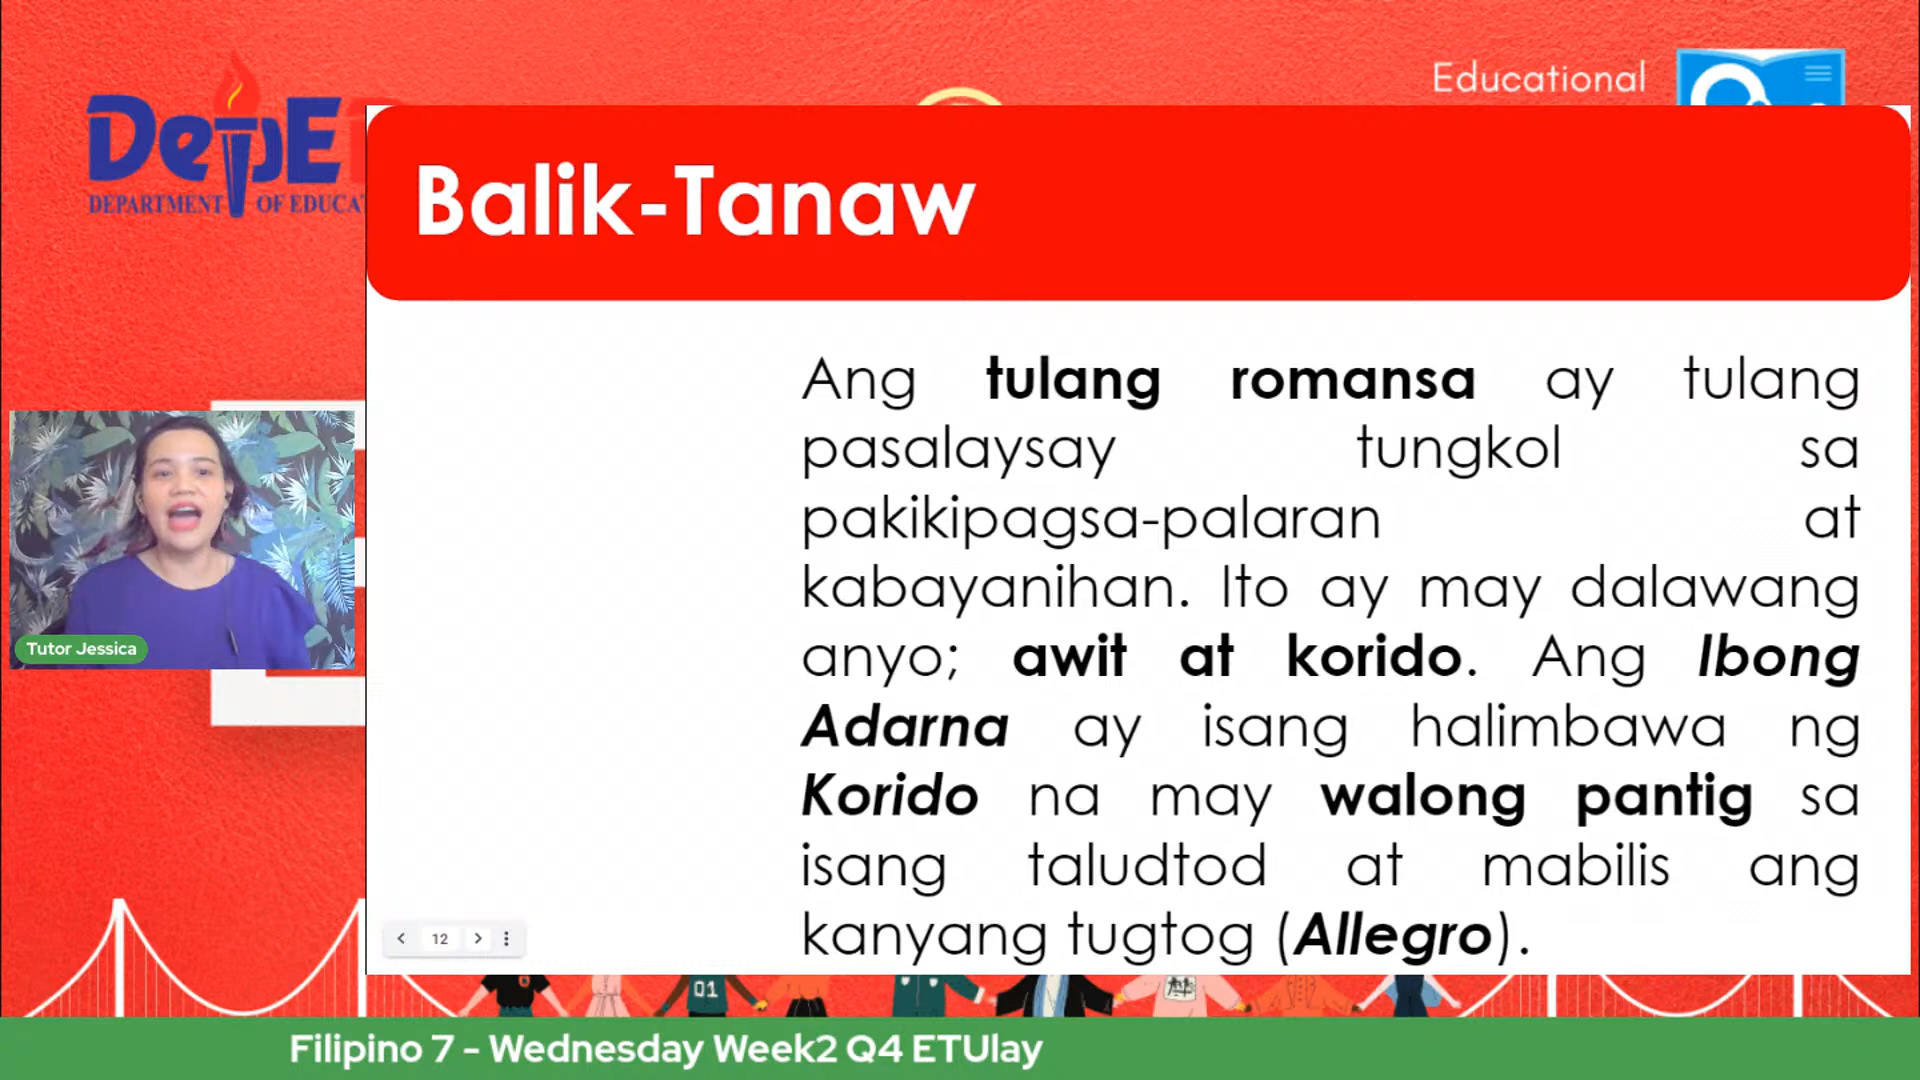 Educational
DepE
DEPARTMENT OF EDUCA
Balik-Tanaw
Ang tulang romansa ay tulang
pasalaysay tungkol sa
pakikipagsa-palaran at
kabayanihan. Ito ay may dalawang
anyo; awit at korido. Ang Ibong
Adarna ay isang halimbawa ng
Korido na may walong pantig sa
isang taludtod at mabilis ang
kanyang tugtog (Allegro).
Tutor Jessica
12
01
Filipino 7 - Wednesday Week2 Q4 ETUlay